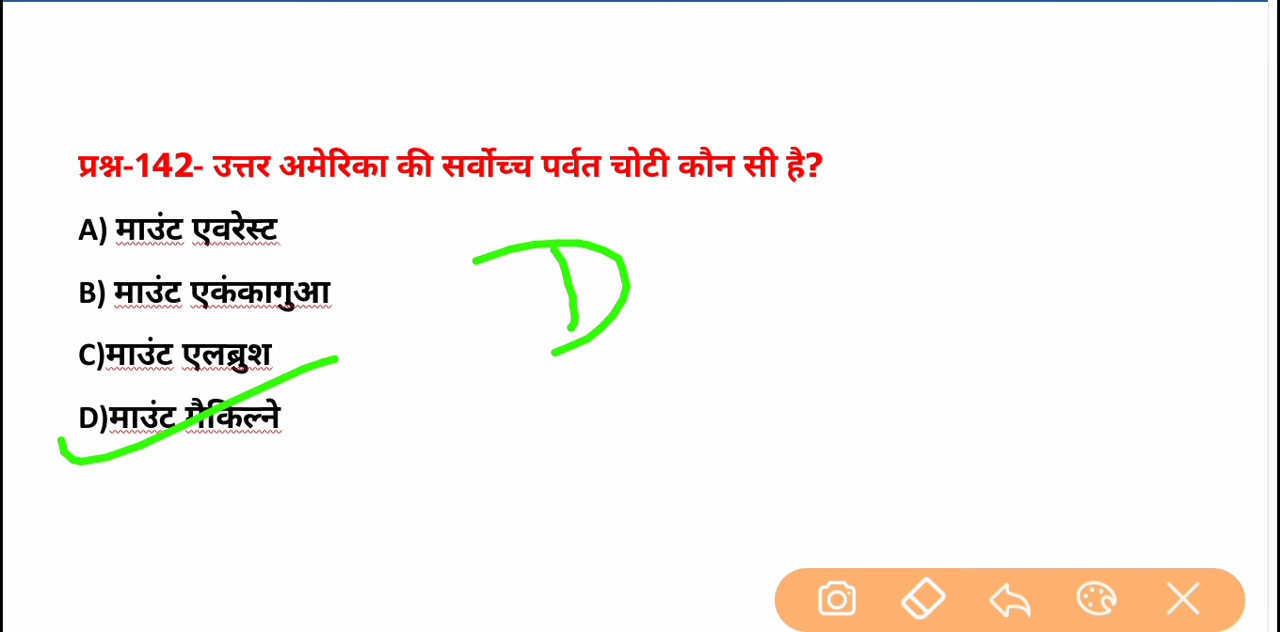 प्रश्न-142- उत्तर अमेरिका की सर्वोच्च पर्वत चोटी कौन सी है?
A) माउंट एवरेस्ट
B) माउंट एकंकागुआ
C)माउंट एलब्रुश
D)माउंट मैकिल्ने
D